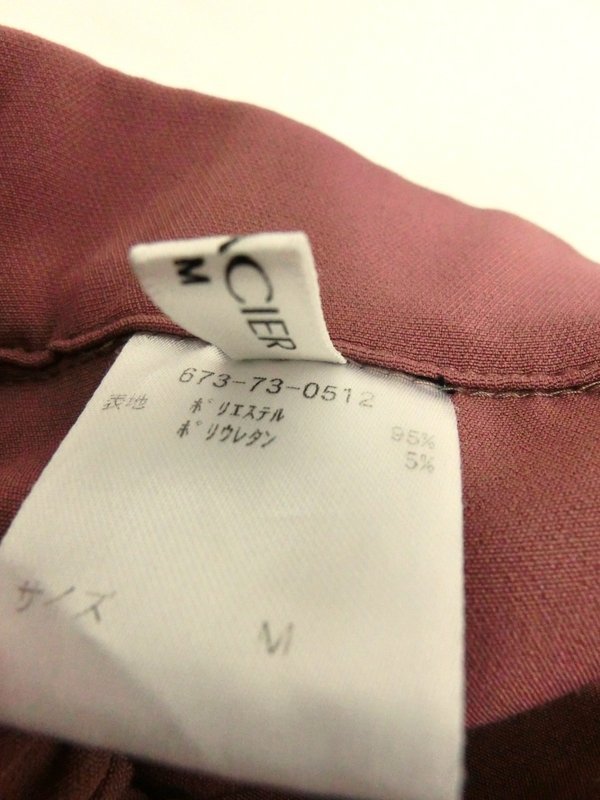 ACIER
M
673-73-0512
表地 ポリエステル 95%
ポリウレタン 5%
サイズ M